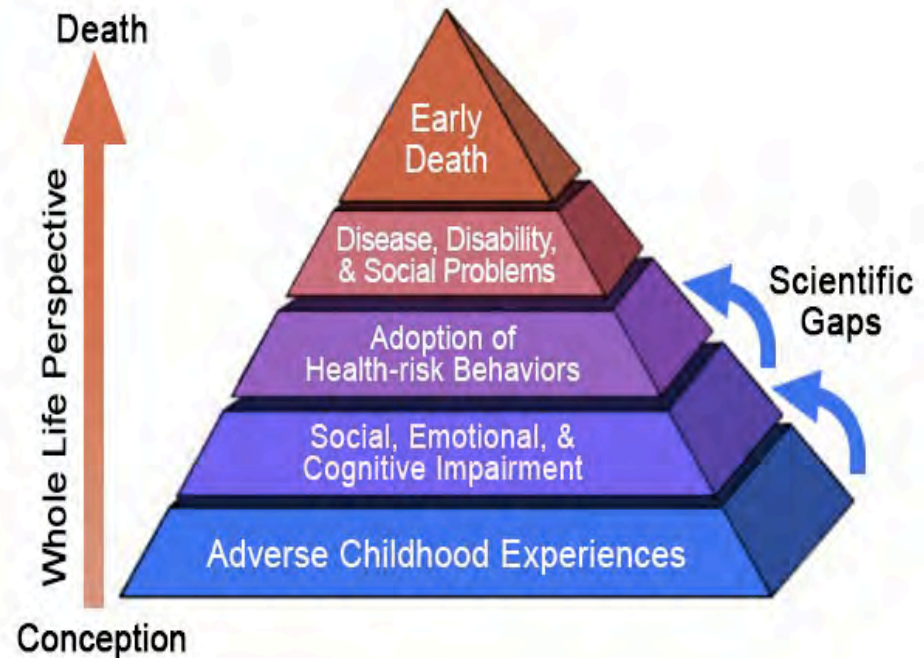 Death
Whole Life Perspective
Conception
Early
Death
Disease, Disability,
& Social Problems
Adoption of
Health-risk Behaviors
Social, Emotional, &
Cognitive Impairment
Adverse Childhood Experiences
Scientific
Gaps